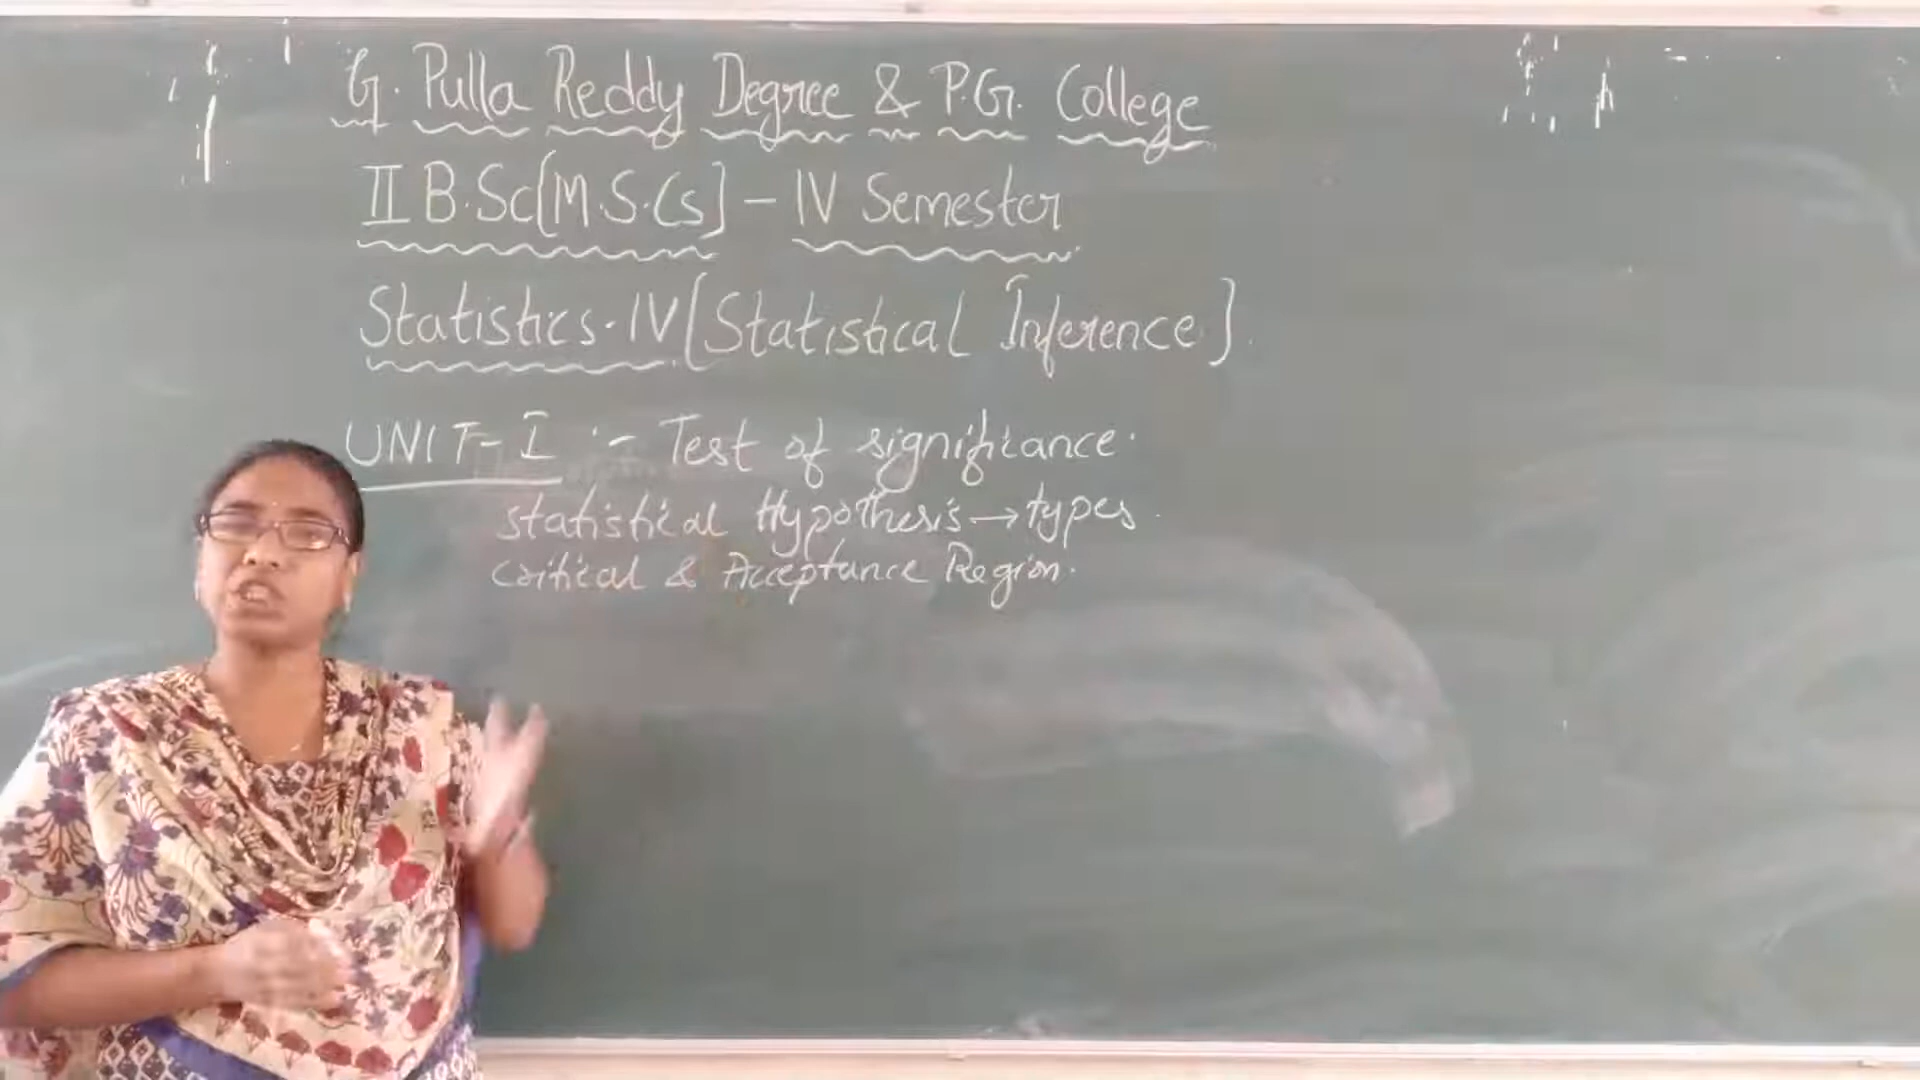 G. Pulla Reddy Degree & P.G. College
II B.Sc[M.S.Cs] - IV Semester
Statistics-IV [Statistical Inference].
UNIT-I :- Test of significance.
statistical Hypothesis → types.
critical & Acceptance Region.